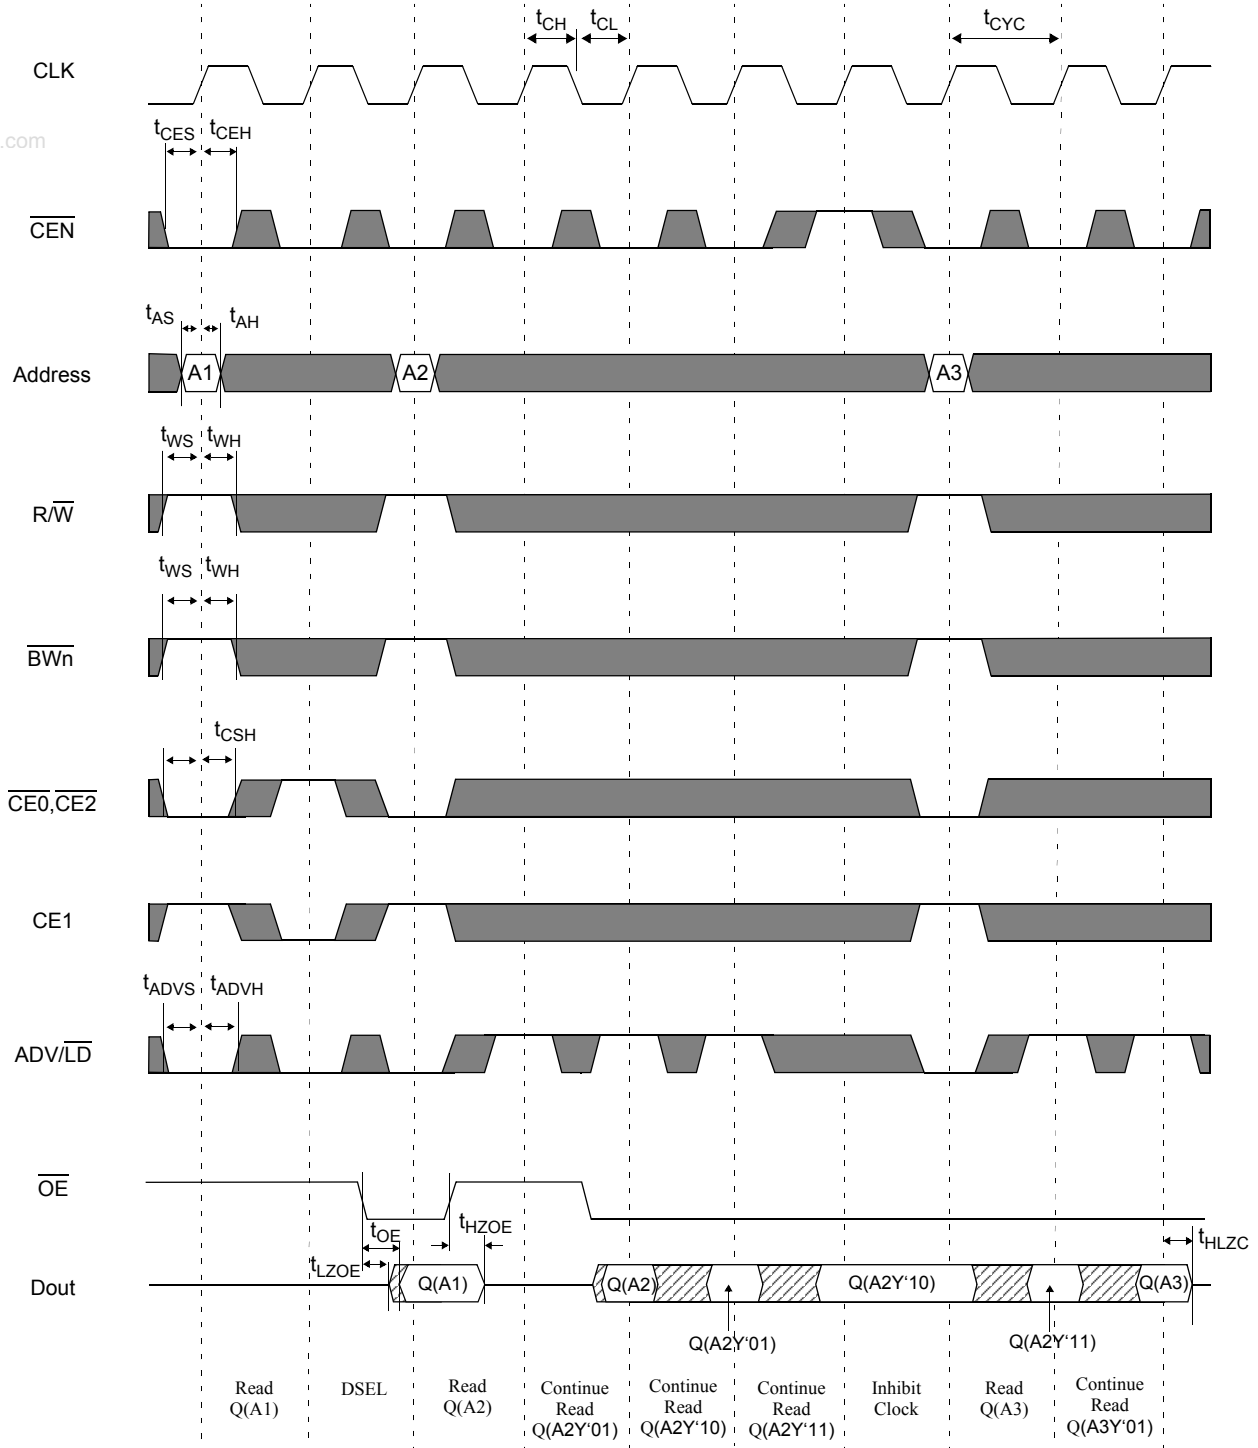 tCH tCL tCYC
CLK
.com
tCES tCEH
CEN
tAS tAH
Address A1 A2 A3
tWS tWH
R/W
tWS tWH
BWn
tCSH
CE0,CE2
CE1
tADVS tADVH
ADV/LD
OE
tOE tHZOE tHLZC
tLZOE
Dout Q(A1) Q(A2) Q(A2Y‘10) Q(A3)
Q(A2Y‘01) Q(A2Y‘11)
Read DSEL Read Continue Continue Continue Inhibit Read Continue
Q(A1) Q(A2) Read Read Read Clock Q(A3) Read
Q(A2Y‘01) Q(A2Y‘10) Q(A2Y‘11) Q(A3Y‘01)